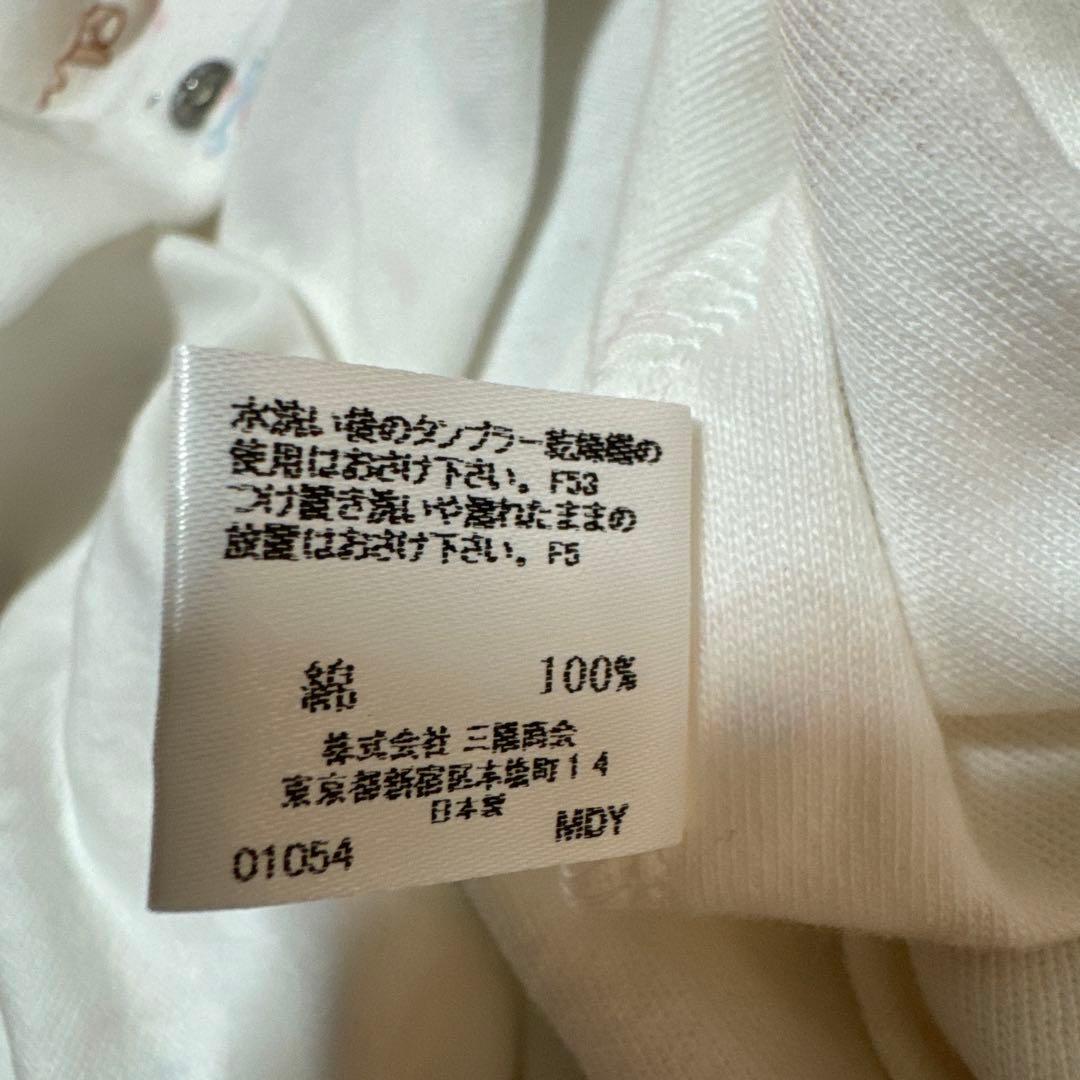 水洗い後のタンブラー乾燥機の
使用はおさけ下さい。F53
つけ置き洗いや濡れたままの
放置はおさけ下さい。F5
綿 100%
株式会社 三勝商会
東京都新宿区本塩町14
日本製
MDY
01054